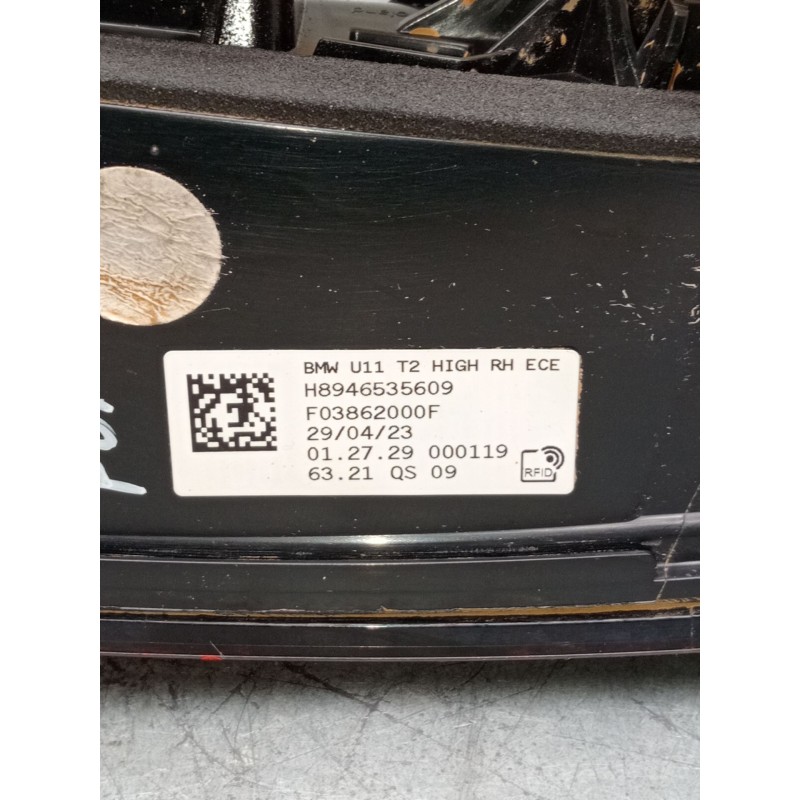 BMW U11 T2 HIGH RH ECE
H8946535609
F03862000F
29/04/23
01.27.29 000119
63.21 QS 09
RFID